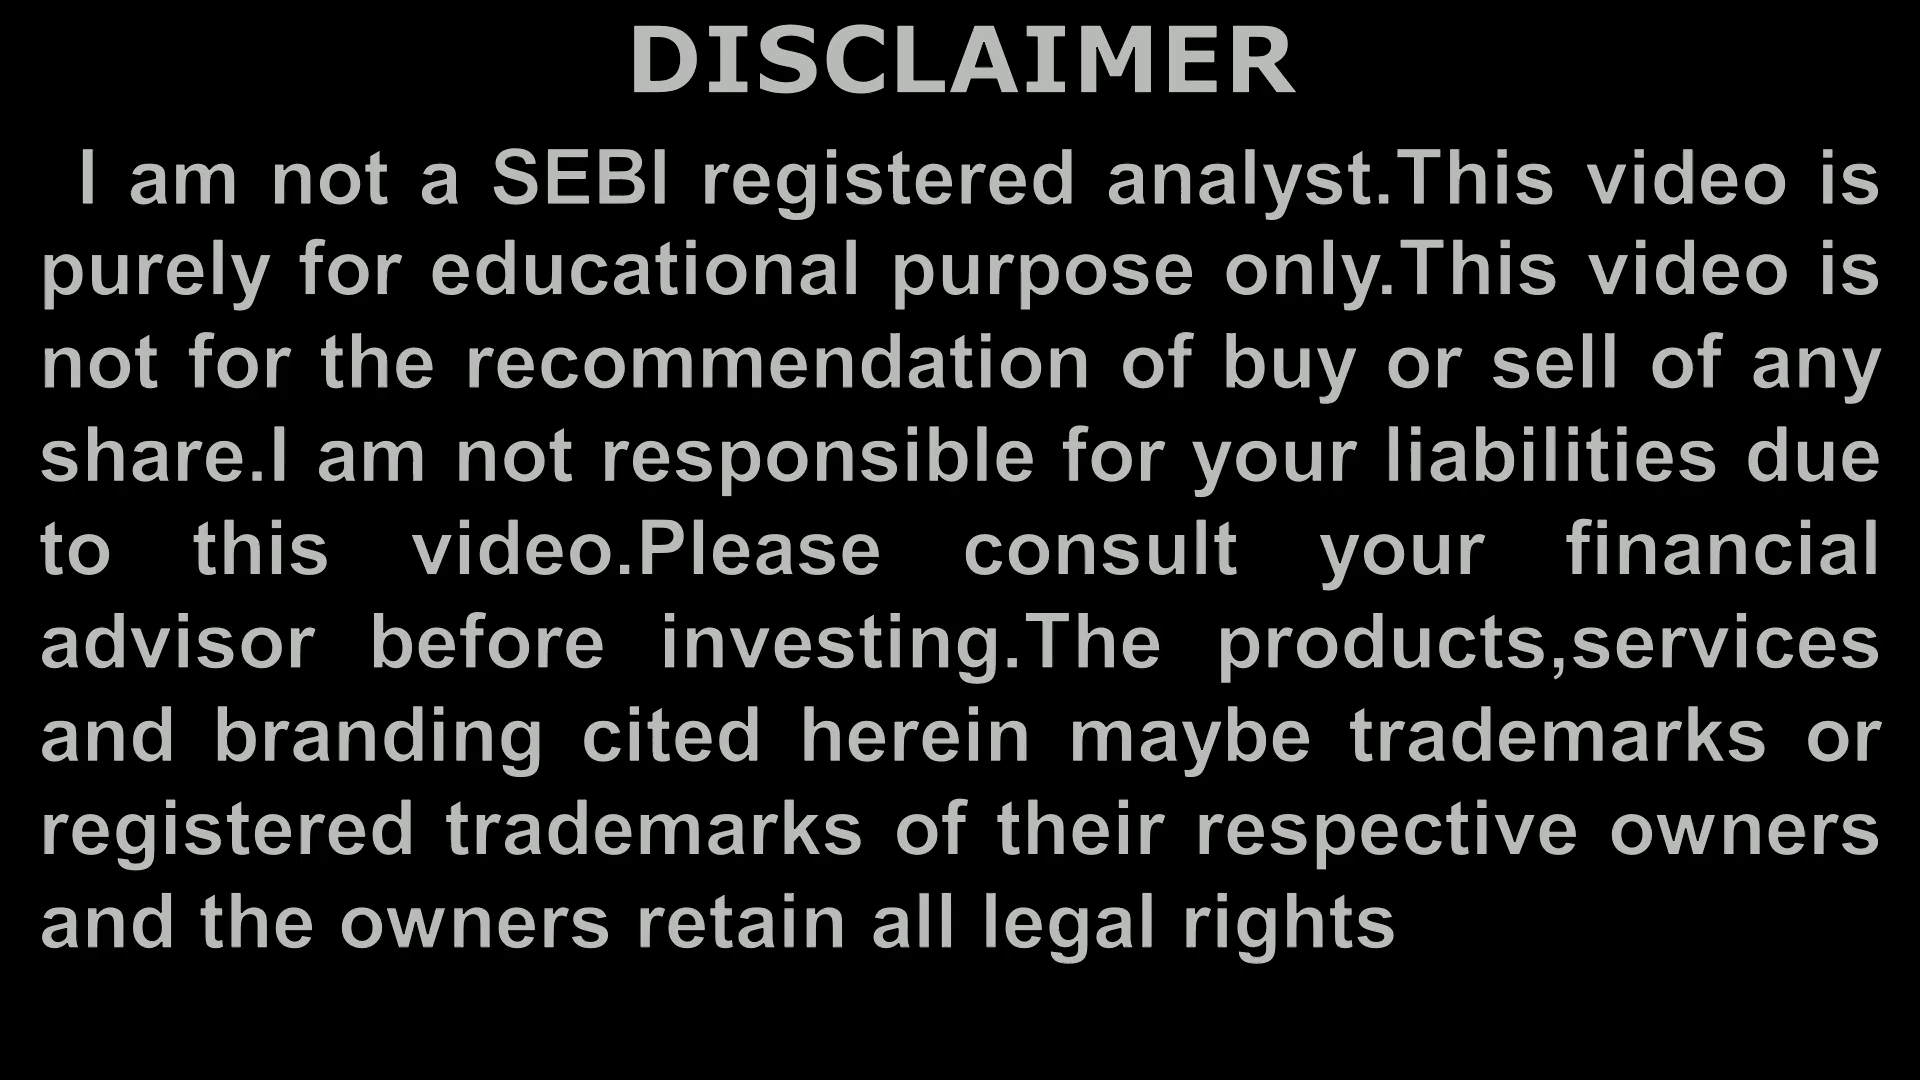 DISCLAIMER
I am not a SEBI registered analyst.This video is
purely for educational purpose only.This video is
not for the recommendation of buy or sell of any
share.I am not responsible for your liabilities due
to this video.Please consult your financial
advisor before investing.The products,services
and branding cited herein maybe trademarks or
registered trademarks of their respective owners
and the owners retain all legal rights